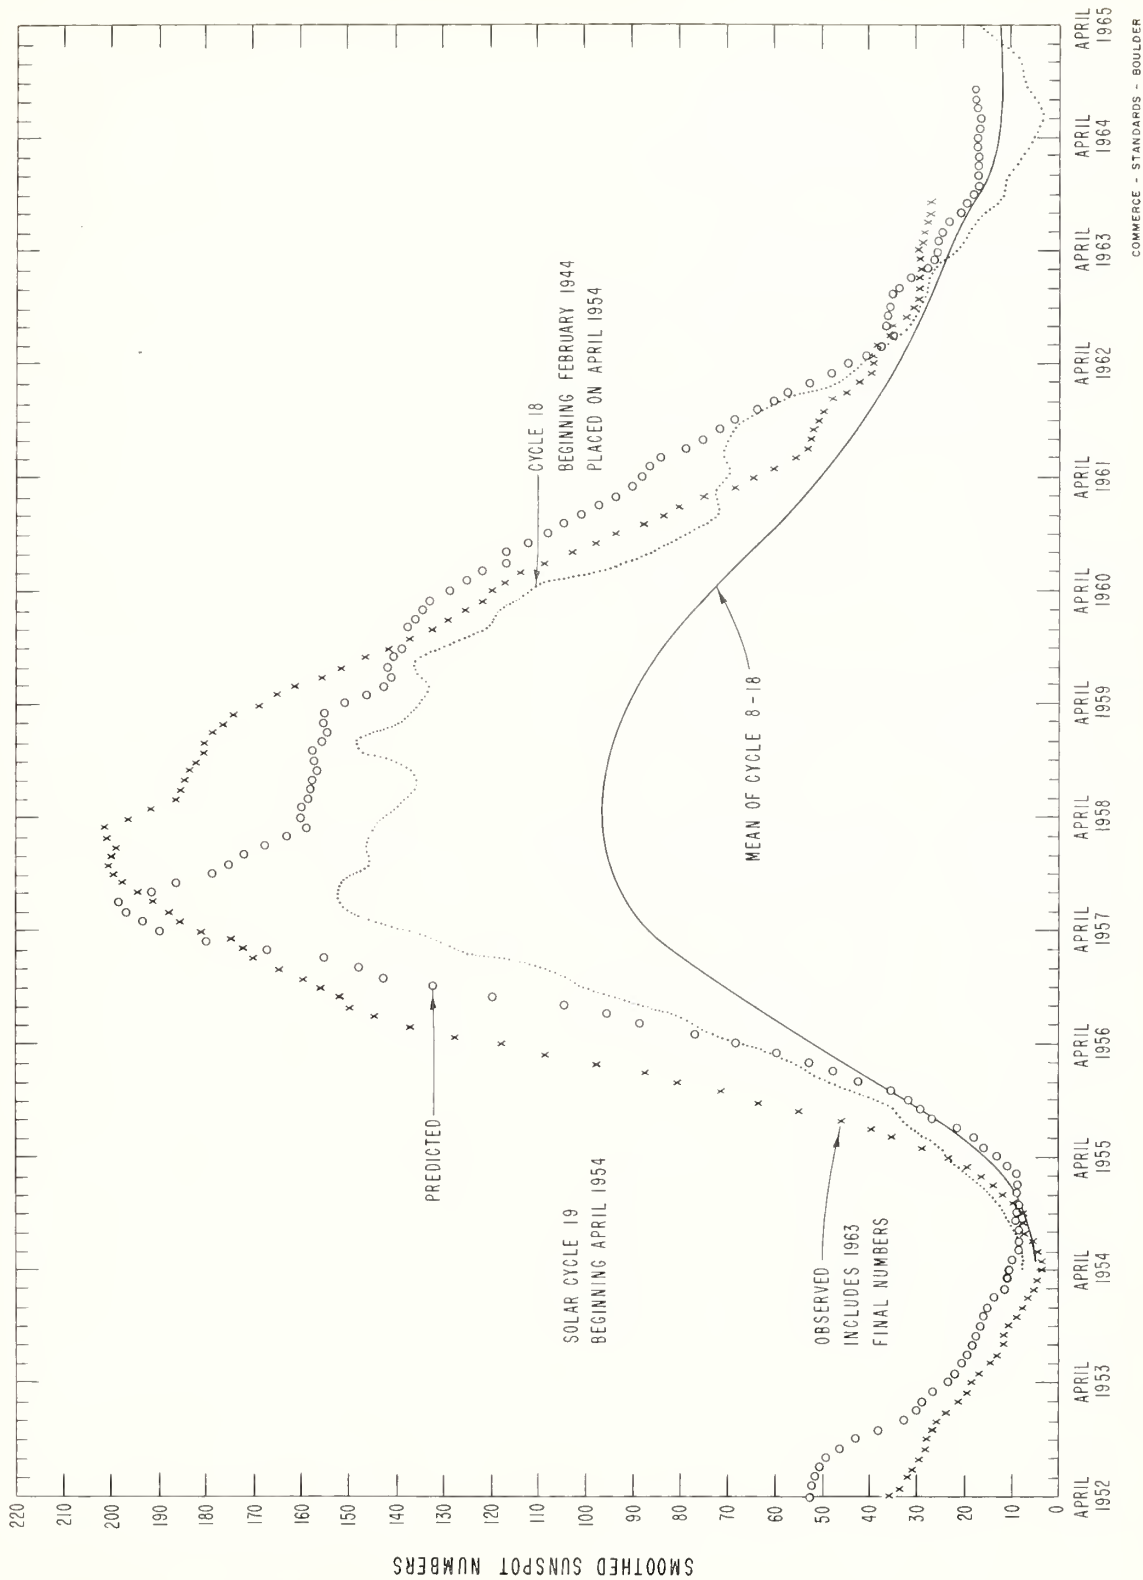 SMOOTHED SUNSPOT NUMBERS
220
210
200
190
180
170
160
150
140
130
120
110
100
90
80
70
60
50
40
30
20
10
0
PREDICTED
SOLAR CYCLE 19
BEGINNING APRIL 1954
OBSERVED
INCLUDES 1963
FINAL NUMBERS
CYCLE 18
BEGINNING FEBRUARY 1944
PLACED ON APRIL 1954
MEAN OF CYCLE 8-18
APRIL
1952
APRIL
1953
APRIL
1954
APRIL
1955
APRIL
1956
APRIL
1957
APRIL
1958
APRIL
1959
APRIL
1960
APRIL
1961
APRIL
1962
APRIL
1963
APRIL
1964
APRIL
1965
COMMERCE - STANDARDS - BOULDER